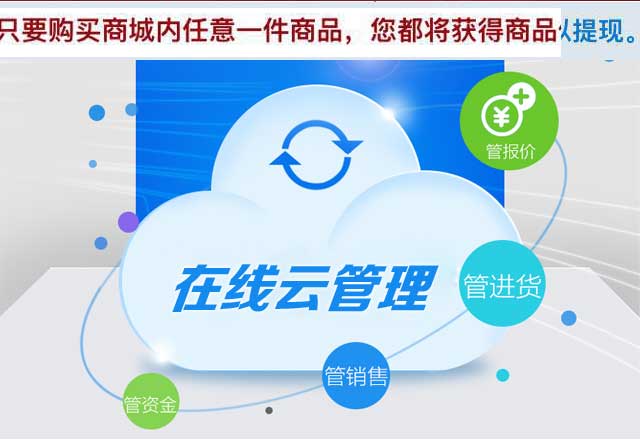 只要购买商城内任意一件商品，您都将获得商品
以提现。
管报价
在线云管理
管进货
管销售
管资金